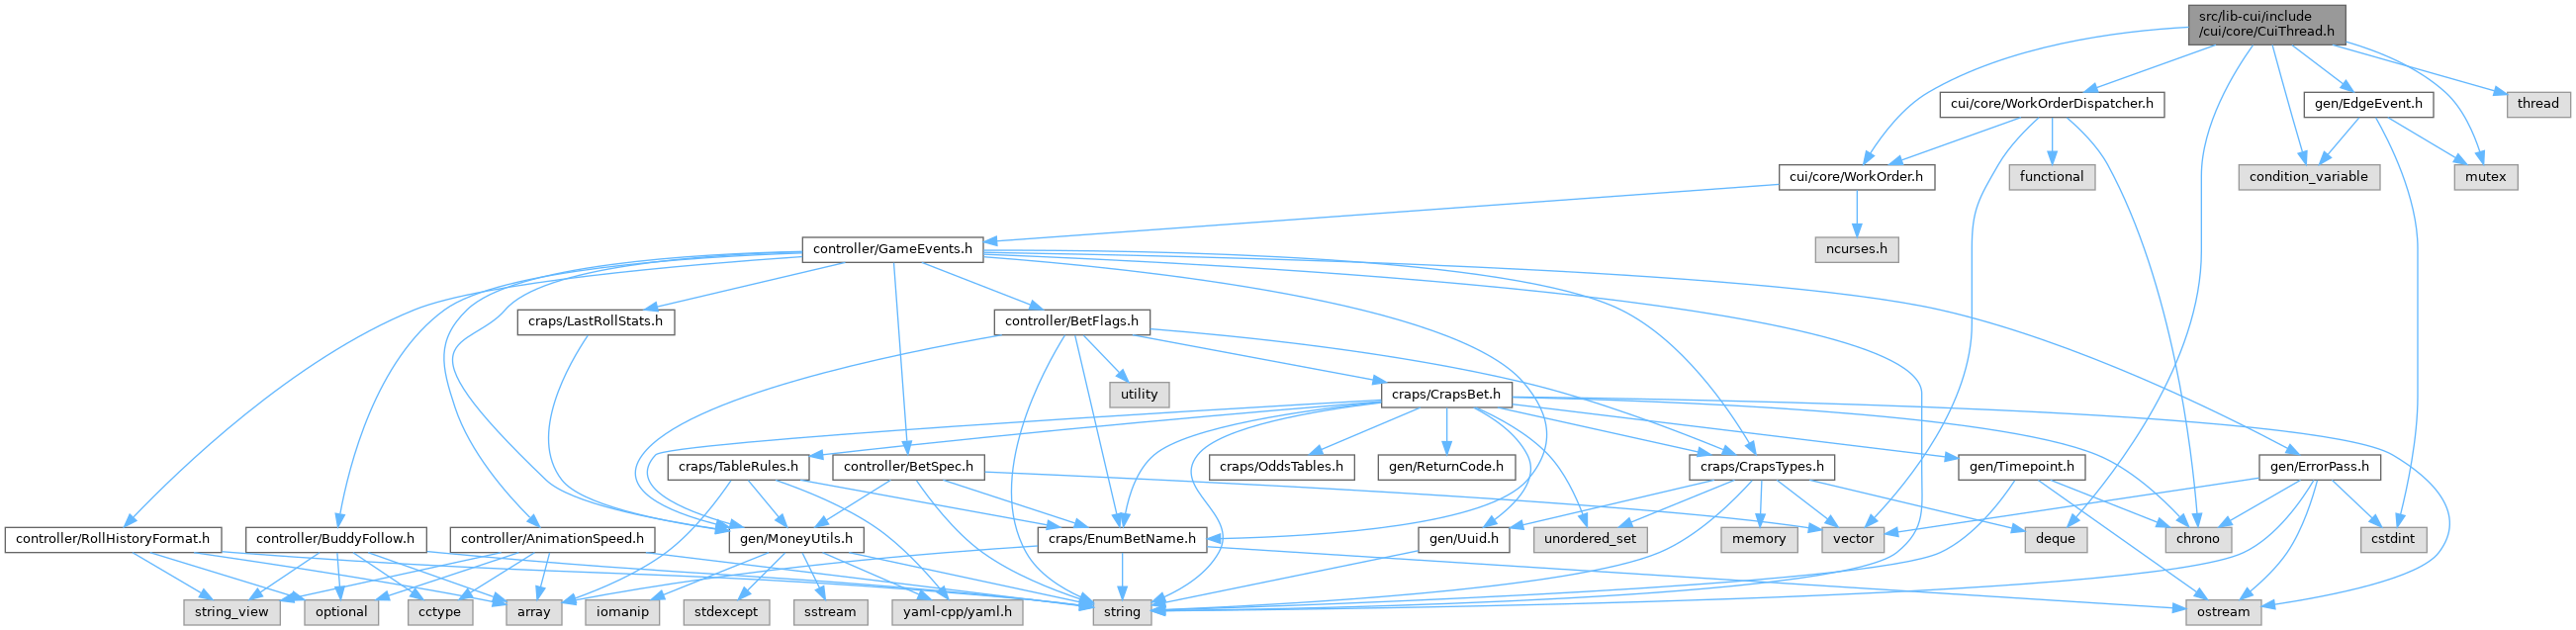 src/lib-cui/include
/cui/core/CuiThread.h
cui/core/WorkOrderDispatcher.h
gen/EdgeEvent.h
thread
cui/core/WorkOrder.h
functional
condition_variable
mutex
controller/GameEvents.h
ncurses.h
craps/LastRollStats.h
controller/BetFlags.h
utility
craps/CrapsBet.h
craps/TableRules.h
controller/BetSpec.h
craps/OddsTables.h
gen/ReturnCode.h
craps/CrapsTypes.h
gen/Timepoint.h
gen/ErrorPass.h
controller/RollHistoryFormat.h
controller/BuddyFollow.h
controller/AnimationSpeed.h
gen/MoneyUtils.h
craps/EnumBetName.h
gen/Uuid.h
unordered_set
memory
vector
deque
chrono
cstdint
string_view
optional
cctype
array
iomanip
stdexcept
sstream
yaml-cpp/yaml.h
string
ostream